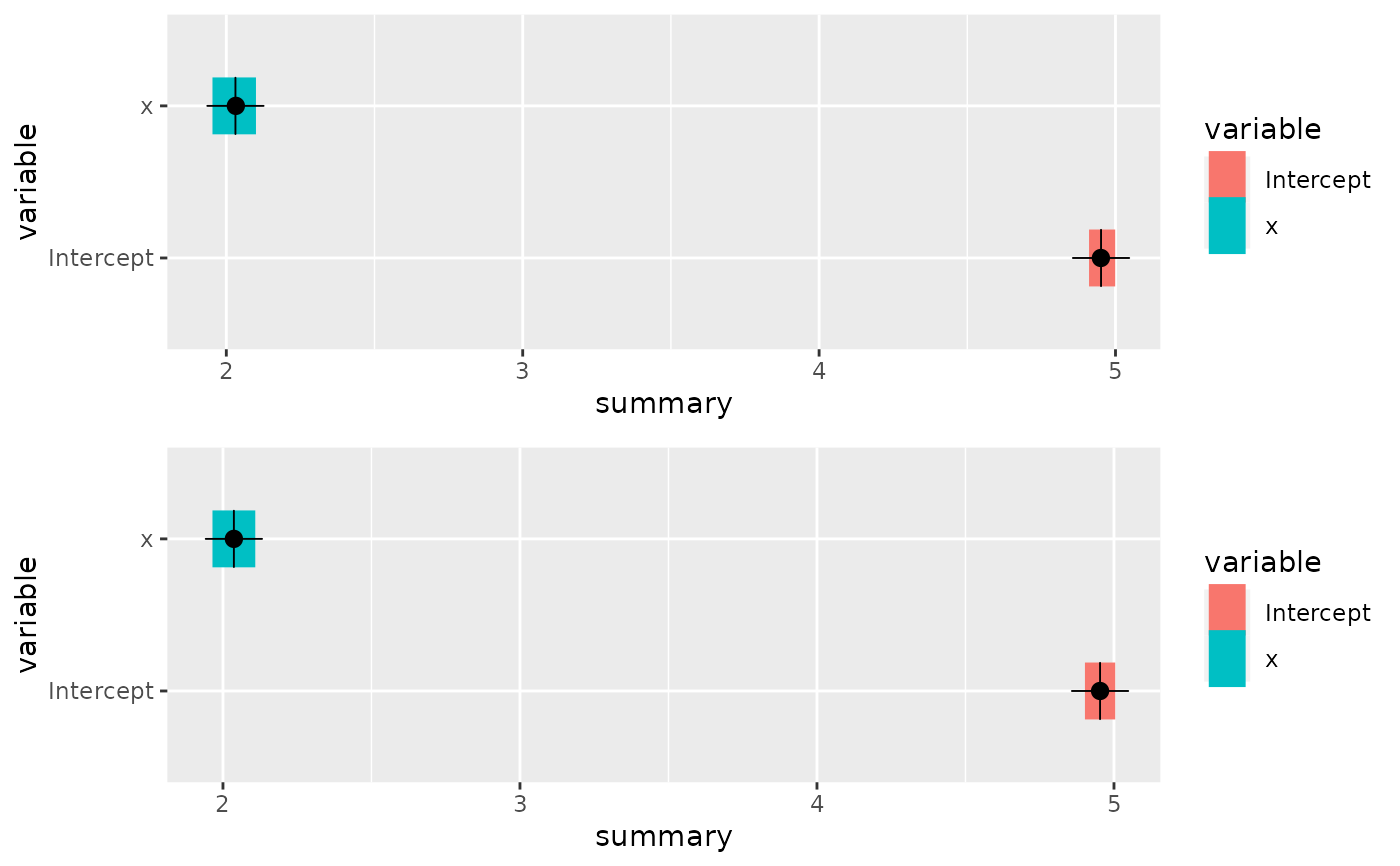 variable
x
Intercept
2 3 4 5
summary
variable
Intercept
x
variable
x
Intercept
2 3 4 5
summary
variable
Intercept
x